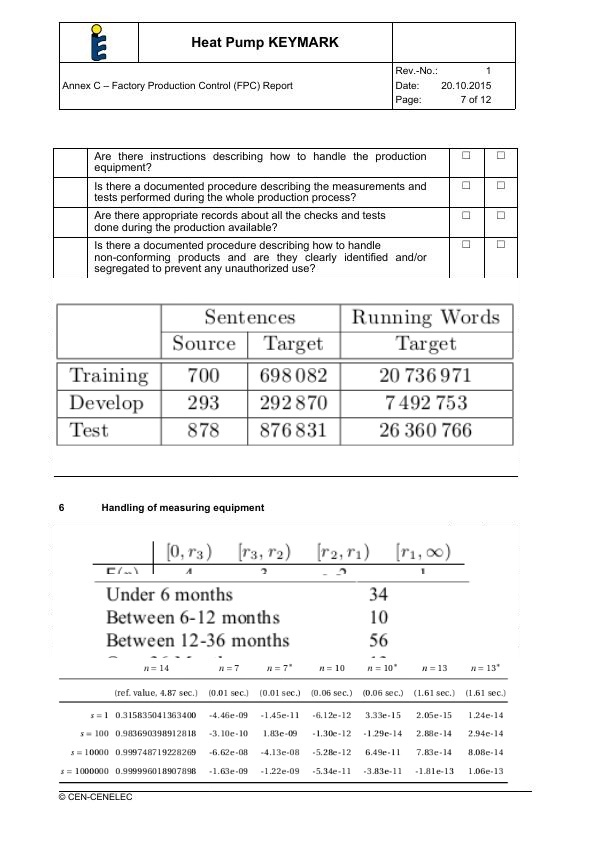 Heat Pump KEYMARK
Annex C – Factory Production Control (FPC) Report
Rev.-No.: 1
Date: 20.10.2015
Page: 7 of 12
Are there instructions describing how to handle the production
equipment?
☐ ☐
Is there a documented procedure describing the measurements and
tests performed during the whole production process?
☐ ☐
Are there appropriate records about all the checks and tests
done during the production available?
☐ ☐
Is there a documented procedure describing how to handle
non-conforming products and are they clearly identified and/or
segregated to prevent any unauthorized use?
☐ ☐
Sentences Running Words
Source Target Target
Training 700 698 082 20 736 971
Develop 293 292 870 7 492 753
Test 878 876 831 26 360 766
6 Handling of measuring equipment
[0, r₃) [r₃, r₂) [r₂, r₁) [r₁, ∞)
Under 6 months 34
Between 6-12 months 10
Between 12-36 months 56
n = 14 n = 7 n = 7* n = 10 n = 10* n = 13 n = 13*
(ref. value, 4.87 sec.) (0.01 sec.) (0.01 sec.) (0.06 sec.) (0.06 sec.) (1.61 sec.) (1.61 sec.)
s = 1 0.315835041363400 -4.46e-09 -1.45e-11 -6.12e-12 3.33e-15 2.05e-15 1.24e-14
s = 100 0.983690398912818 -3.10e-10 1.83e-09 -1.30e-12 -1.29e-14 2.88e-14 2.94e-14
s = 10000 0.999748719228269 -6.62e-08 -4.13e-08 -5.28e-12 6.49e-11 7.83e-14 8.08e-14
s = 1000000 0.999996018907898 -1.63e-09 -1.22e-09 -5.34e-11 -3.83e-11 -1.81e-13 1.06e-13
© CEN-CENELEC